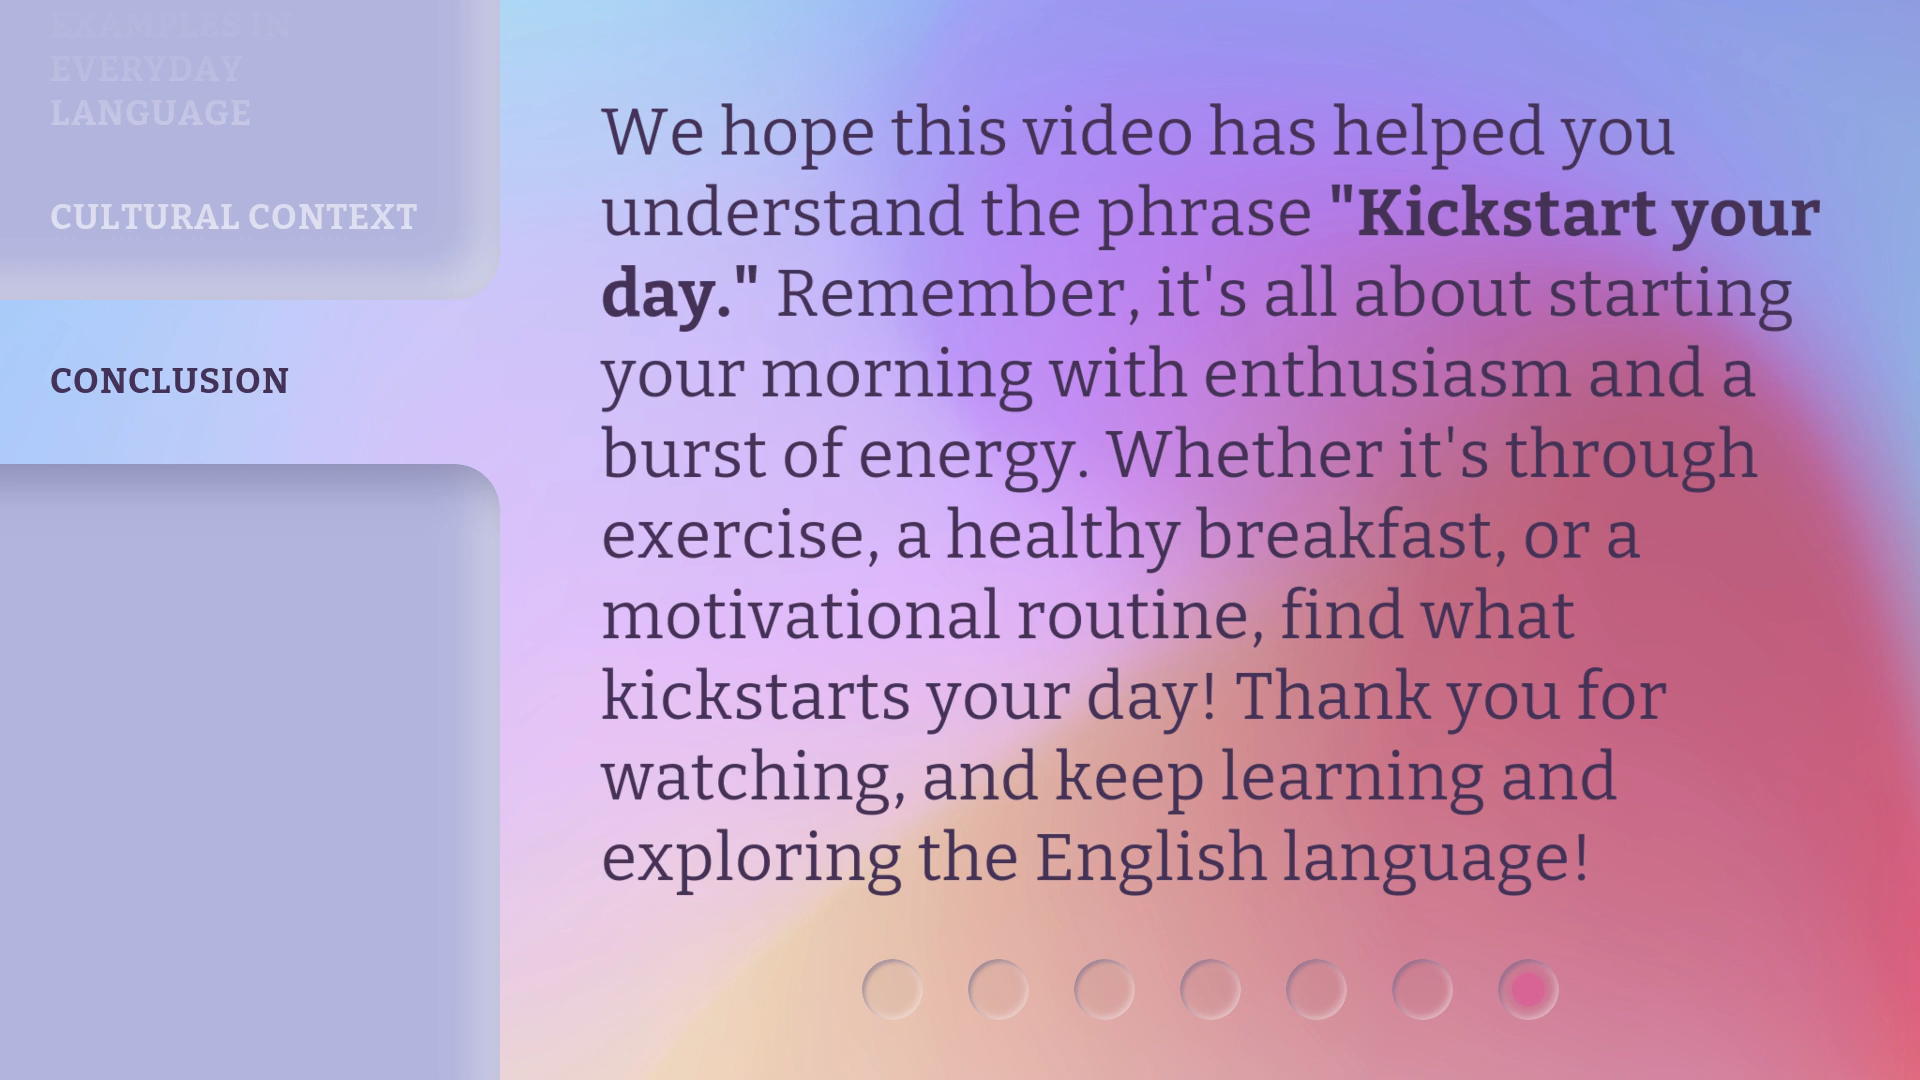 EXAMPLES IN
EVERYDAY
LANGUAGE
CULTURAL CONTEXT
CONCLUSION
We hope this video has helped you
understand the phrase "Kickstart your
day." Remember, it's all about starting
your morning with enthusiasm and a
burst of energy. Whether it's through
exercise, a healthy breakfast, or a
motivational routine, find what
kickstarts your day! Thank you for
watching, and keep learning and
exploring the English language!